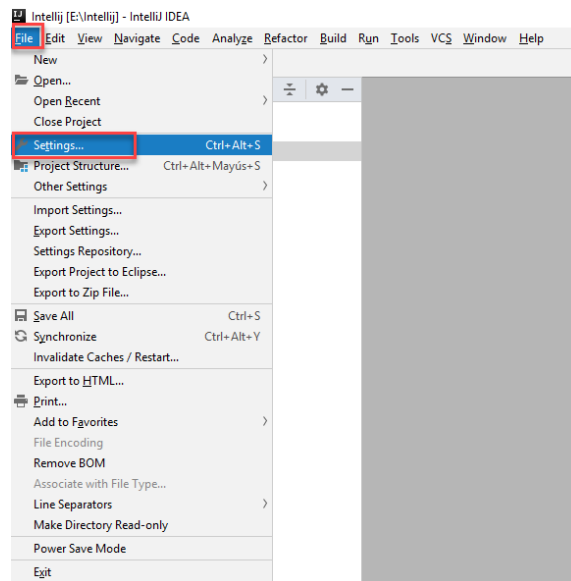 IJ Intellij [E:\Intellij] - IntelliJ IDEA
File Edit View Navigate Code Analyze Refactor Build Run Tools VCS Window Help
New
Open...
Open Recent
Close Project
Settings... Ctrl+Alt+S
Project Structure... Ctrl+Alt+Mayús+S
Other Settings
Import Settings...
Export Settings...
Settings Repository...
Export Project to Eclipse...
Export to Zip File...
Save All Ctrl+S
Synchronize Ctrl+Alt+Y
Invalidate Caches / Restart...
Export to HTML...
Print...
Add to Favorites
File Encoding
Remove BOM
Associate with File Type...
Line Separators
Make Directory Read-only
Power Save Mode
Exit